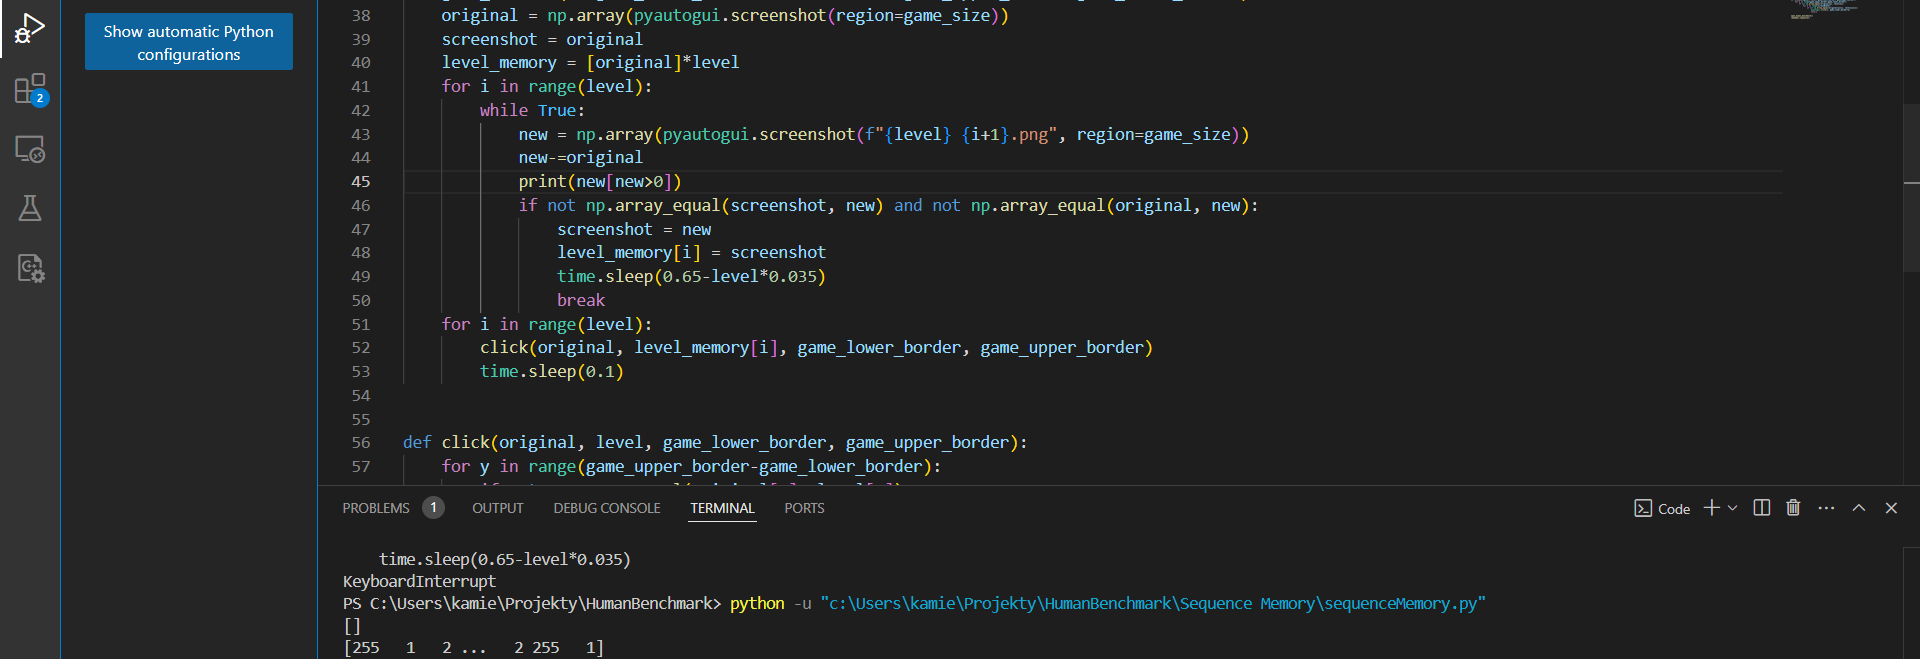 Show automatic Python
configurations
2
38 original = np.array(pyautogui.screenshot(region=game_size))
39 screenshot = original
40 level_memory = [original]*level
41 for i in range(level):
42 while True:
43 new = np.array(pyautogui.screenshot(f"{level} {i+1}.png", region=game_size))
44 new-=original
45 print(new[new>0])
46 if not np.array_equal(screenshot, new) and not np.array_equal(original, new):
47 screenshot = new
48 level_memory[i] = screenshot
49 time.sleep(0.65-level*0.035)
50 break
51 for i in range(level):
52 click(original, level_memory[i], game_lower_border, game_upper_border)
53 time.sleep(0.1)
54
55
56 def click(original, level, game_lower_border, game_upper_border):
57 for y in range(game_upper_border-game_lower_border):
PROBLEMS 1 OUTPUT DEBUG CONSOLE TERMINAL PORTS Code
time.sleep(0.65-level*0.035)
KeyboardInterrupt
PS C:\Users\kamie\Projekty\HumanBenchmark> python -u "c:\Users\kamie\Projekty\HumanBenchmark\Sequence Memory\sequenceMemory.py"
[]
[255 1 2 ... 2 255 1]